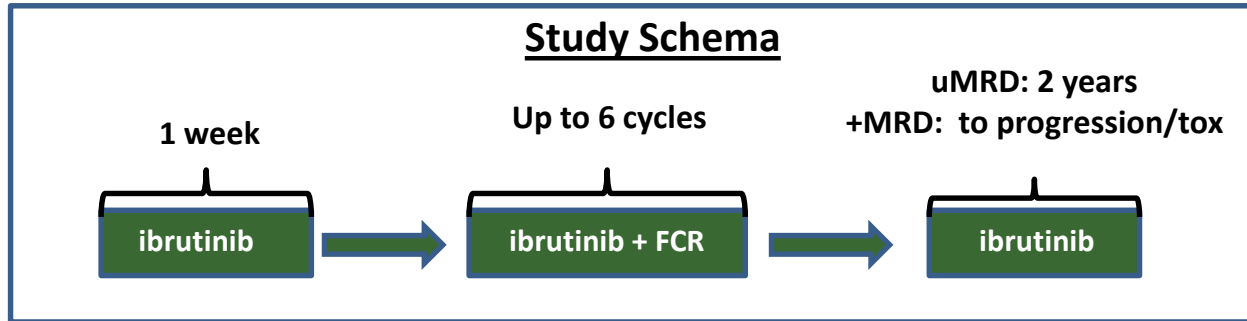 Study Schema
1 week
Up to 6 cycles
uMRD: 2 years
+MRD: to progression/tox
ibrutinib
ibrutinib + FCR
ibrutinib